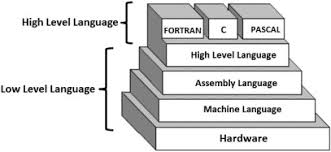 High Level Language
FORTRAN C PASCAL
High Level Language
Low Level Language
Assembly Language
Machine Language
Hardware